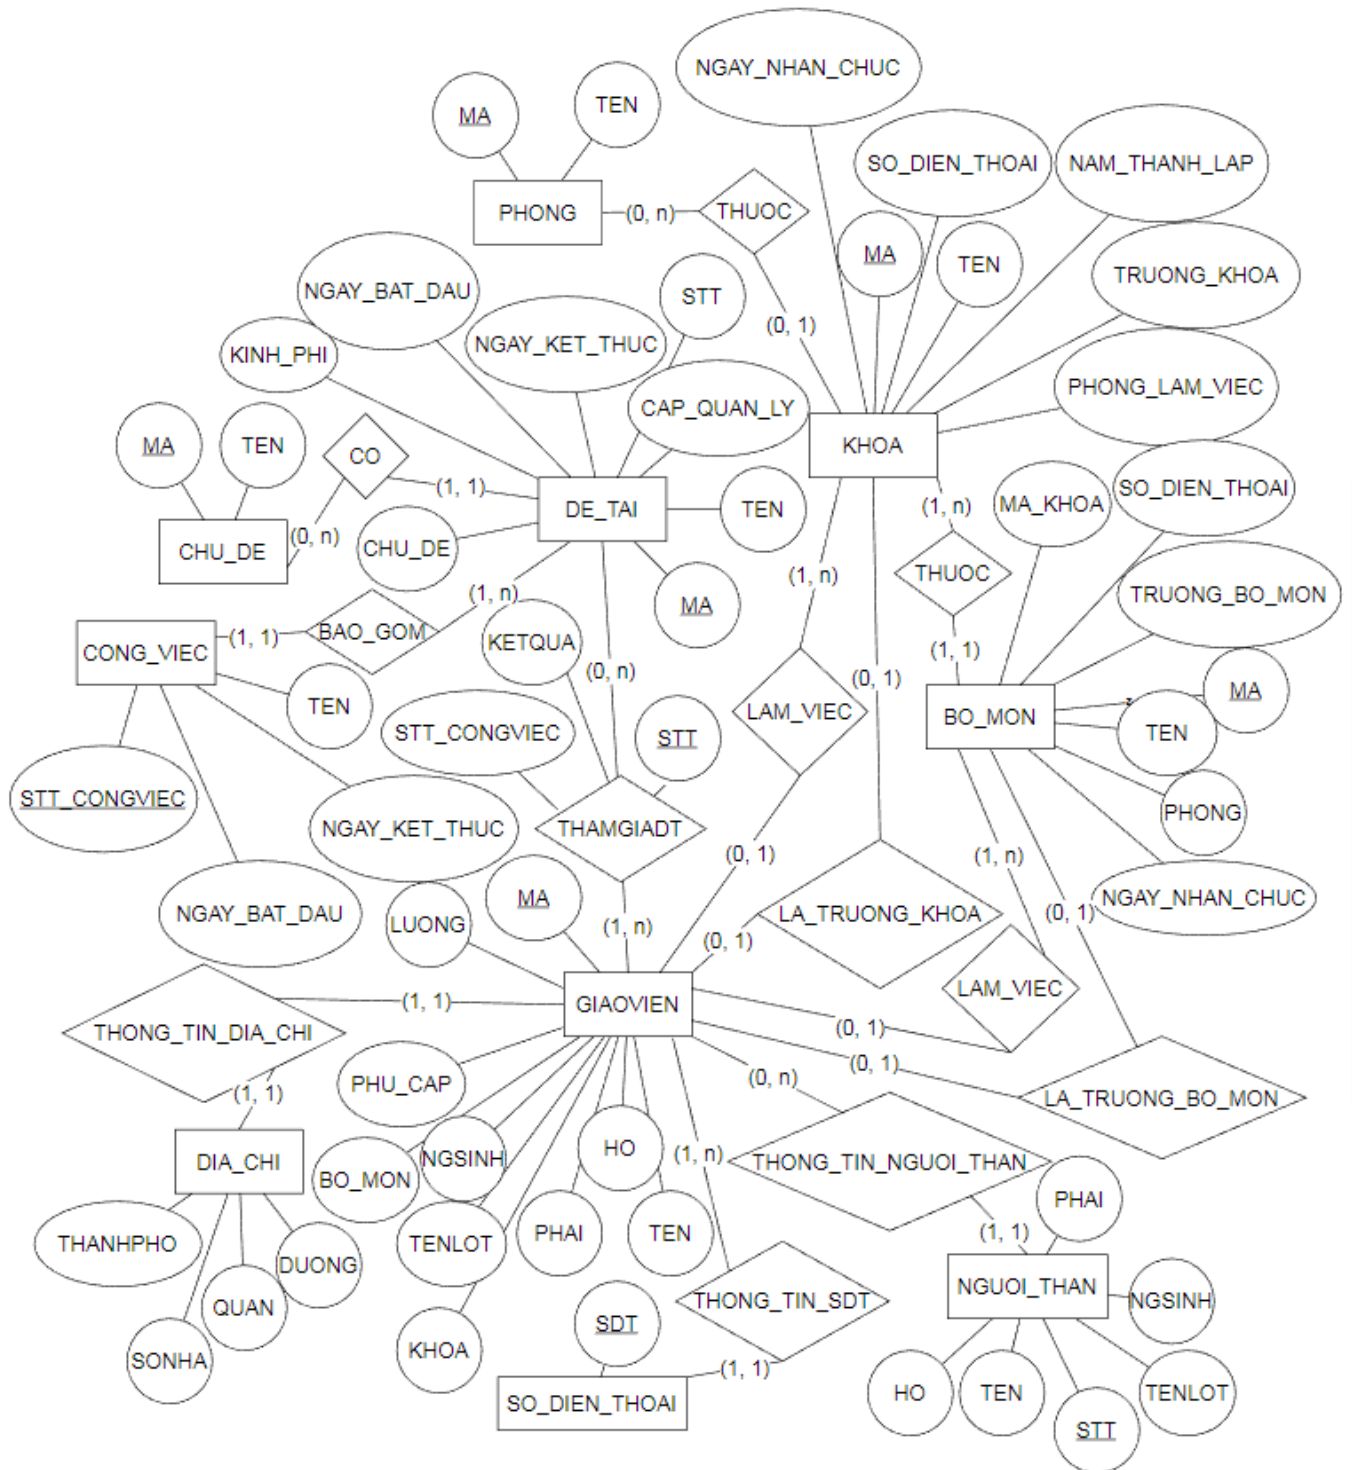 NGAY_NHAN_CHUC
MA
TEN
SO_DIEN_THOAI
NAM_THANH_LAP
PHONG
(0, n)
THUOC
MA
TEN
TRUONG_KHOA
NGAY_BAT_DAU
STT
(0, 1)
KINH_PHI
NGAY_KET_THUC
PHONG_LAM_VIEC
CAP_QUAN_LY
MA
TEN
CO
KHOA
(1, 1)
SO_DIEN_THOAI
MA_KHOA
(1, n)
DE_TAI
TEN
(0, n)
CHU_DE
CHU_DE
(1, n)
THUOC
(1, n)
MA
TRUONG_BO_MON
(1, 1)
BAO_GOM
KETQUA
CONG_VIEC
(1, 1)
(0, n)
(0, 1)
MA
TEN
LAM_VIEC
BO_MON
STT_CONGVIEC
STT
TEN
STT_CONGVIEC
PHONG
NGAY_KET_THUC
THAMGIADT
(0, 1)
(1, n)
MA
NGAY_NHAN_CHUC
NGAY_BAT_DAU
LUONG
(1, n)
(0, 1)
LA_TRUONG_KHOA
(0, 1)
LAM_VIEC
(1, 1)
GIAOVIEN
THONG_TIN_DIA_CHI
(0, 1)
(0, 1)
(0, n)
PHU_CAP
(1, 1)
LA_TRUONG_BO_MON
HO
(1, n)
DIA_CHI
NGSINH
THONG_TIN_NGUOI_THAN
BO_MON
PHAI
THANHPHO
TENLOT
PHAI
TEN
(1, 1)
DUONG
QUAN
NGUOI_THAN
NGSINH
THONG_TIN_SDT
SDT
SONHA
KHOA
(1, 1)
HO
TEN
TENLOT
SO_DIEN_THOAI
STT